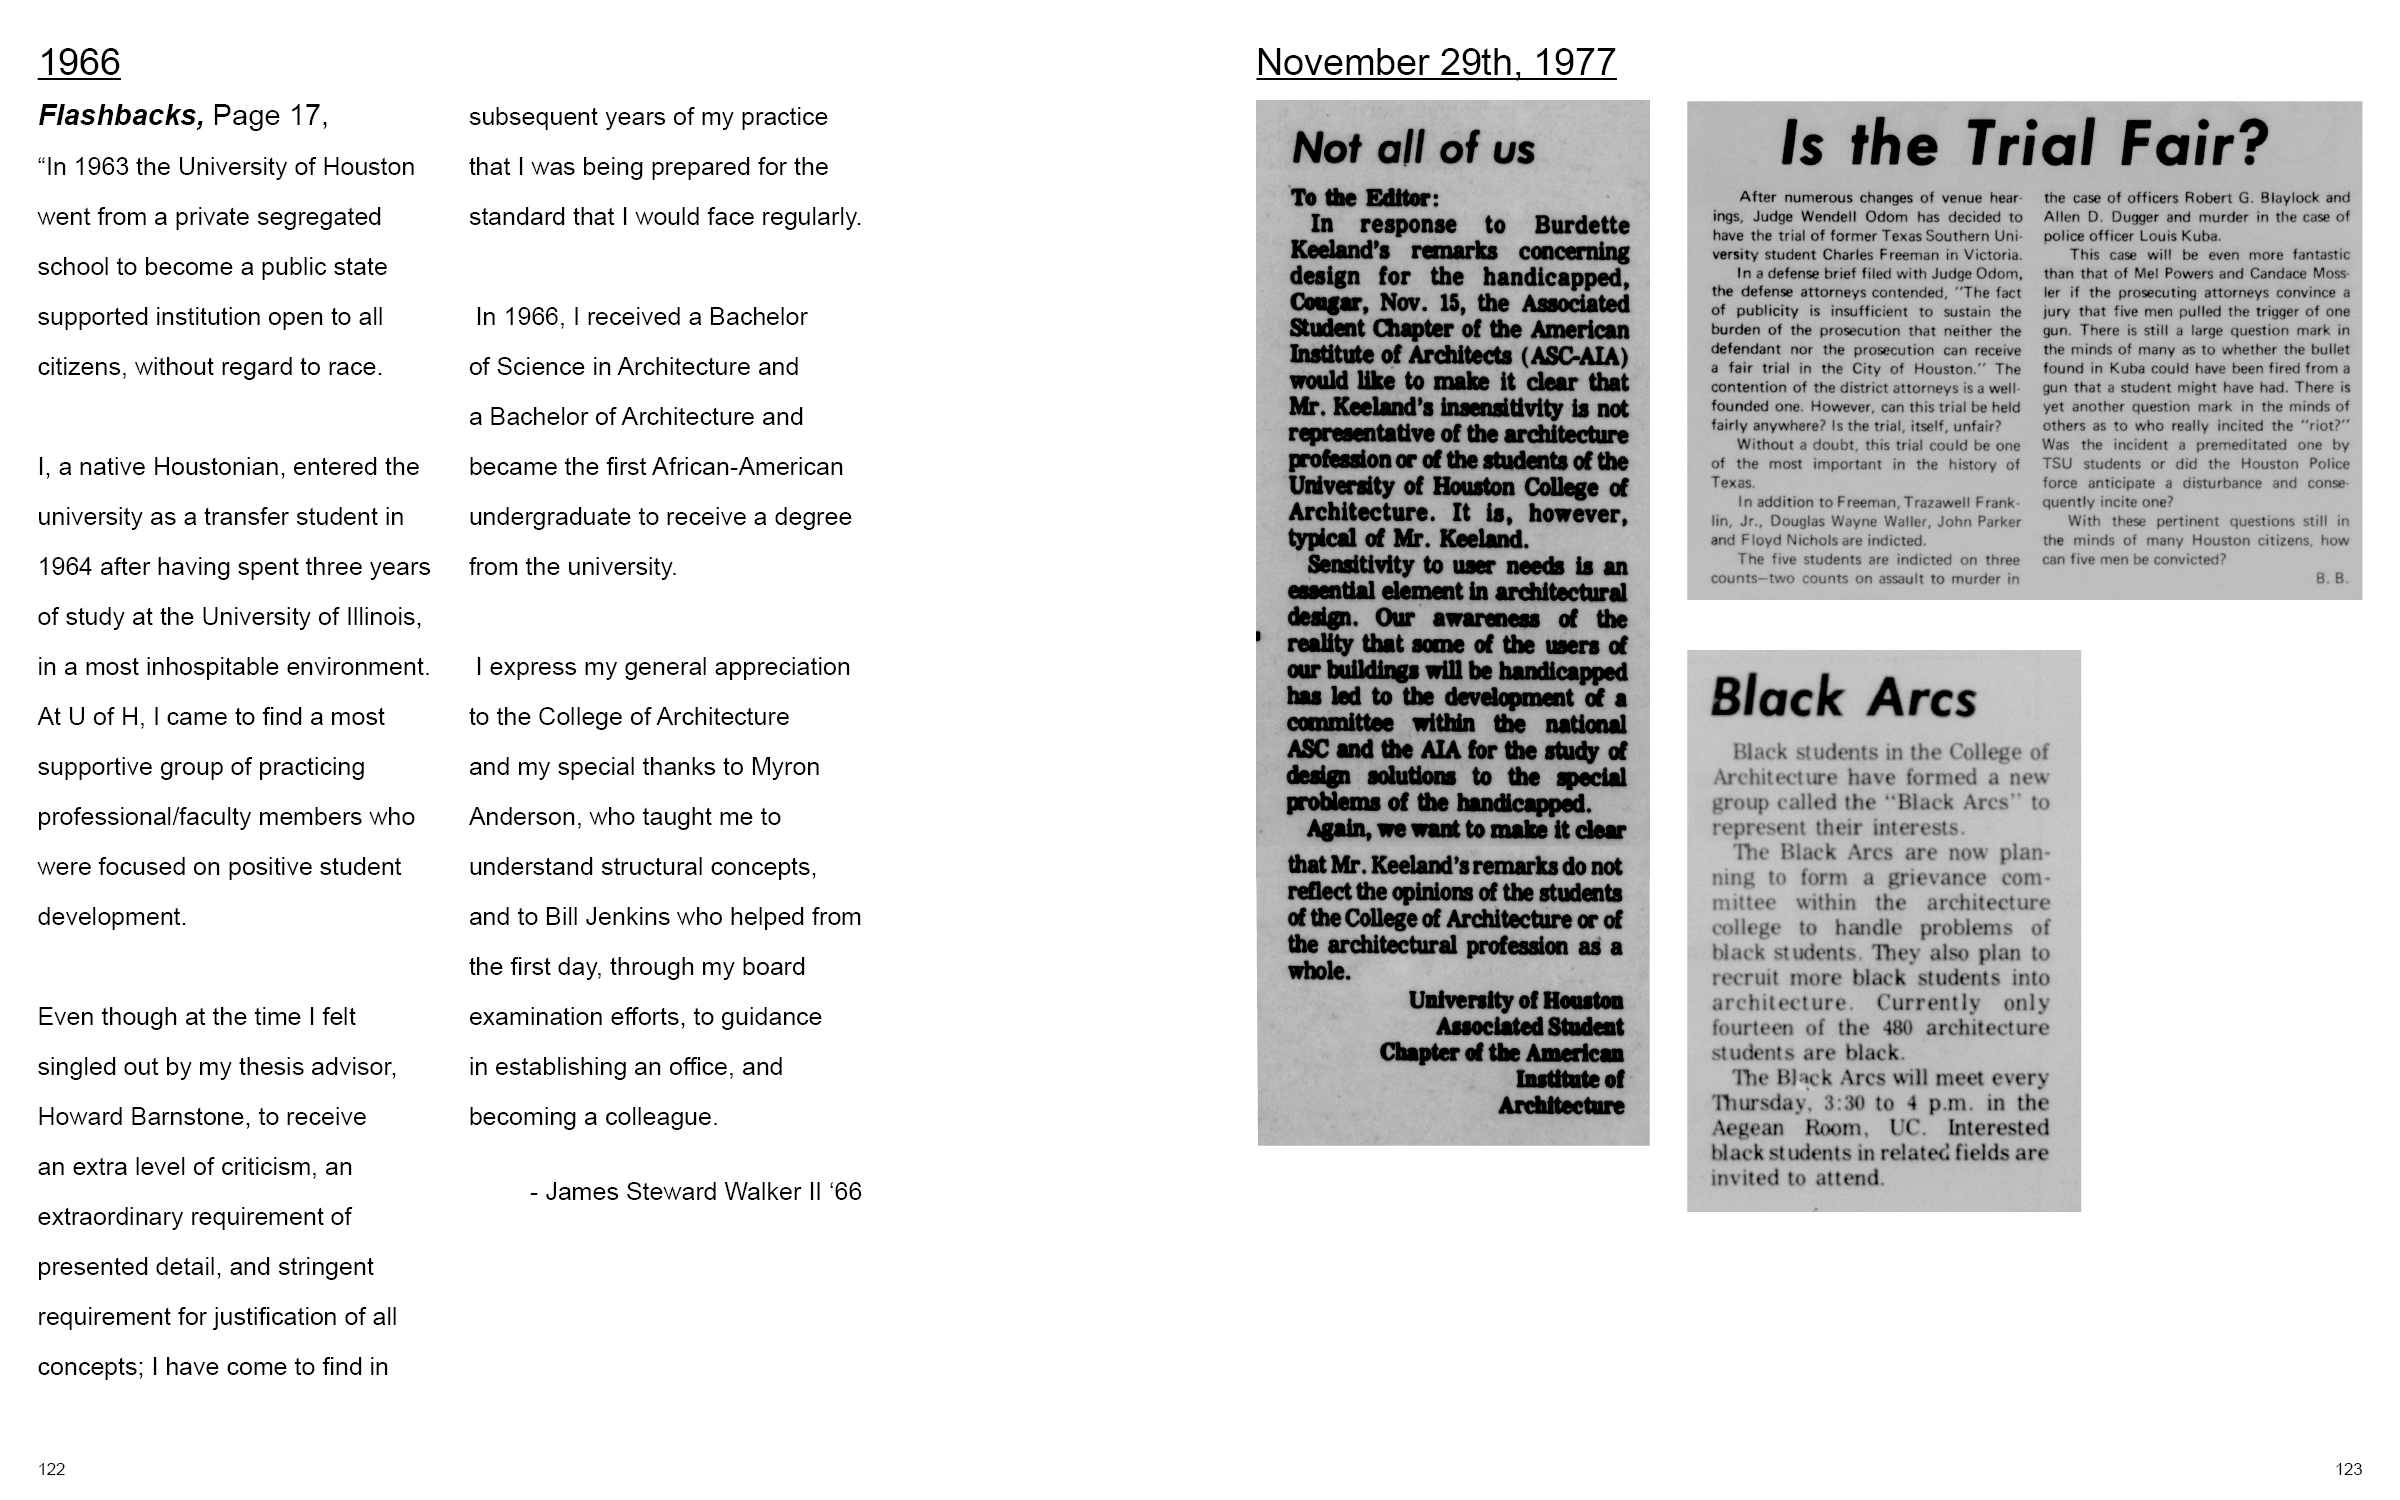 1966
Flashbacks, Page 17,
“In 1963 the University of Houston
went from a private segregated
school to become a public state
supported institution open to all
citizens, without regard to race.
I, a native Houstonian, entered the
university as a transfer student in
1964 after having spent three years
of study at the University of Illinois,
in a most inhospitable environment.
At U of H, I came to find a most
supportive group of practicing
professional/faculty members who
were focused on positive student
development.
Even though at the time I felt
singled out by my thesis advisor,
Howard Barnstone, to receive
an extra level of criticism, an
extraordinary requirement of
presented detail, and stringent
requirement for justification of all
concepts; I have come to find in
subsequent years of my practice
that I was being prepared for the
standard that I would face regularly.
In 1966, I received a Bachelor
of Science in Architecture and
a Bachelor of Architecture and
became the first African-American
undergraduate to receive a degree
from the university.
I express my general appreciation
to the College of Architecture
and my special thanks to Myron
Anderson, who taught me to
understand structural concepts,
and to Bill Jenkins who helped from
the first day, through my board
examination efforts, to guidance
in establishing an office, and
becoming a colleague.
- James Steward Walker II ‘66
122
November 29th, 1977
Not all of us
To the Editor:
In response to Burdette
Keeland's remarks concerning
design for the handicapped,
Cougar, Nov. 15, the Associated
Student Chapter of the American
Institute of Architects (ASC-AIA)
would like to make it clear that
Mr. Keeland's insensitivity is not
representative of the architecture
profession or of the students of the
University of Houston College of
Architecture. It is, however,
typical of Mr. Keeland.
Sensitivity to user needs is an
essential element in architectural
design. Our awareness of the
reality that some of the users of
our buildings will be handicapped
has led to the development of a
committee within the national
ASC and the AIA for the study of
design solutions to the special
problems of the handicapped.
Again, we want to make it clear
that Mr. Keeland's remarks do not
reflect the opinions of the students
of the College of Architecture or of
the architectural profession as a
whole.
University of Houston
Associated Student
Chapter of the American
Institute of
Architecture
Is the Trial Fair?
After numerous changes of venue hear-
ings, Judge Wendell Odom has decided to
have the trial of former Texas Southern Uni-
versity student Charles Freeman in Victoria.
In a defense brief filed with Judge Odom,
the defense attorneys contended, "The fact
of publicity is insufficient to sustain the
burden of the prosecution that neither the
defendant nor the prosecution can receive
a fair trial in the City of Houston." The
contention of the district attorneys is a well-
founded one. However, can this trial be held
fairly anywhere? Is the trial, itself, unfair?
Without a doubt, this trial could be one
of the most important in the history of
Texas.
In addition to Freeman, Trazawell Frank-
lin, Jr., Douglas Wayne Waller, John Parker
and Floyd Nichols are indicted.
The five students are indicted on three
counts—two counts on assault to murder in
the case of officers Robert G. Blaylock and
Allen D. Dugger and murder in the case of
police officer Louis Kuba.
This case will be even more fantastic
than that of Mel Powers and Candace Moss-
ler if the prosecuting attorneys convince a
jury that five men pulled the trigger of one
gun. There is still a large question mark in
the minds of many as to whether the bullet
found in Kuba could have been fired from a
gun that a student might have had. There is
yet another question mark in the minds of
others as to who really incited the "riot?"
Was the incident a premeditated one by
TSU students or did the Houston Police
force anticipate a disturbance and conse-
quently incite one?
With these pertinent questions still in
the minds of many Houston citizens, how
can five men be convicted?
B. B.
Black Arcs
Black students in the College of
Architecture have formed a new
group called the "Black Arcs" to
represent their interests.
The Black Arcs are now plan-
ning to form a grievance com-
mittee within the architecture
college to handle problems of
black students. They also plan to
recruit more black students into
architecture. Currently only
fourteen of the 480 architecture
students are black.
The Black Arcs will meet every
Thursday, 3:30 to 4 p.m. in the
Aegean Room, UC. Interested
black students in related fields are
invited to attend.
123